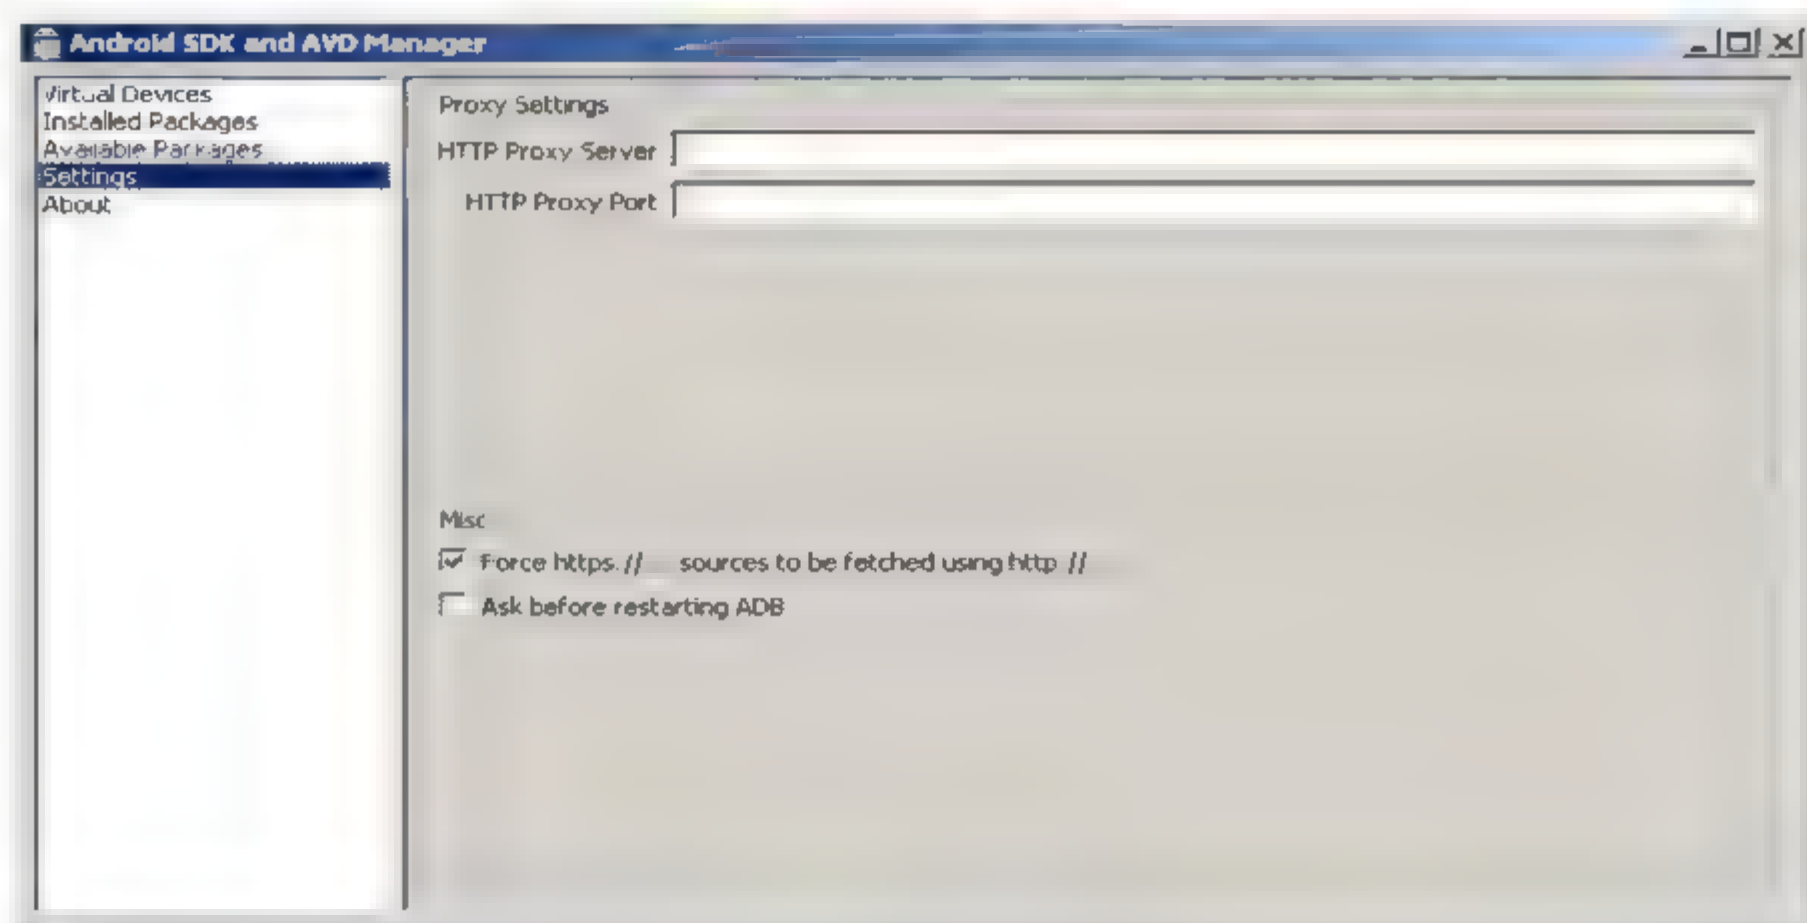 Android SDK and AVD Manager
Virtual Devices
Installed Packages
Available Packages
Settings
About
Proxy Settings
HTTP Proxy Server
HTTP Proxy Port
Misc
Force https://... sources to be fetched using http://...
Ask before restarting ADB